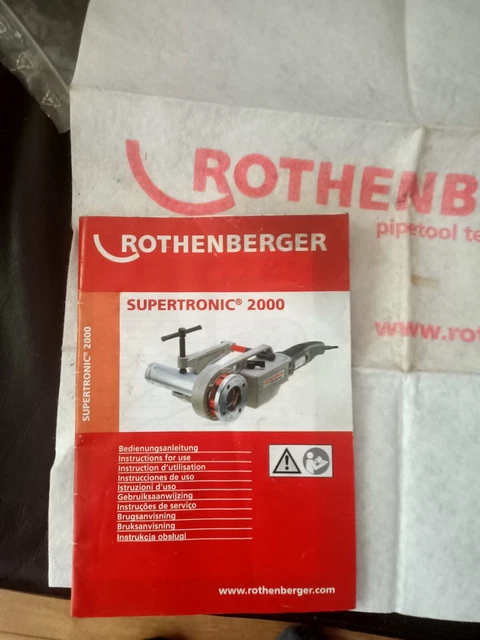 ROTHENB
pipetool te
www.rot
ROTHENBERGER
SUPERTRONIC® 2000
SUPERTRONIC® 2000
Bedienungsanleitung
Instructions for use
Instruction d'utilisation
Instrucciones de uso
Istruzioni d'uso
Gebruiksaanwijzing
Instruções de serviço
Brugsanvisning
Bruksanvisning
Instrukcja obsługi
www.rothenberger.com